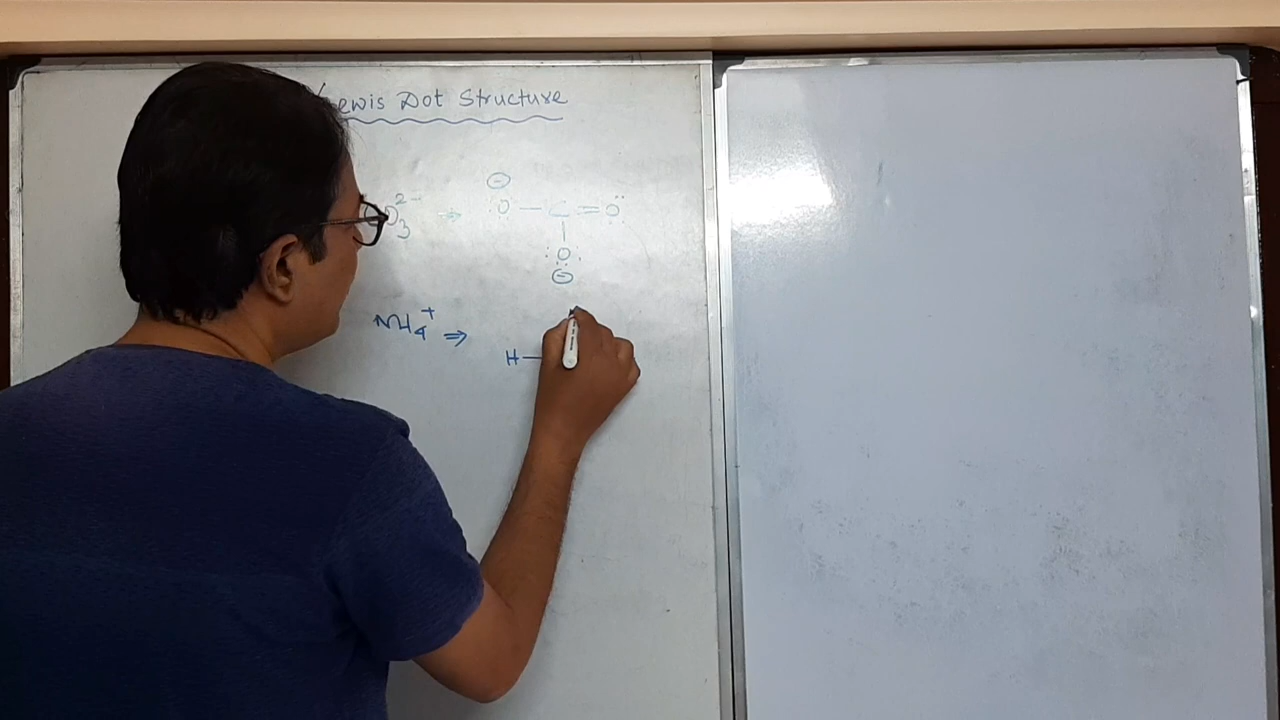 Lewis Dot Structure
O₃²⁻ ⇒ ⊖ :Ö — C = Ö:
|
:O:
⊖
NH₄⁺ ⇒ H —